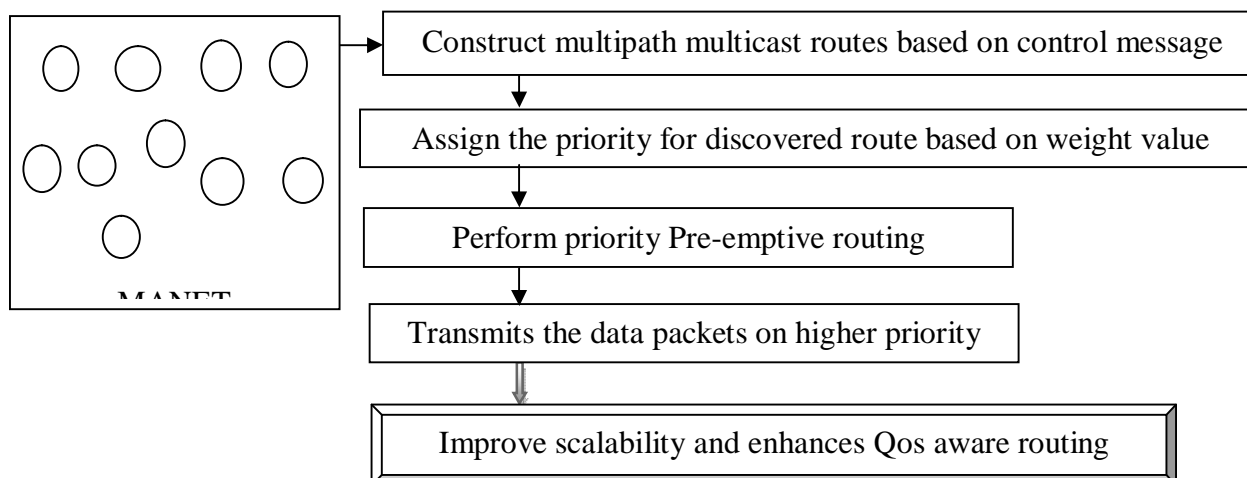 Construct multipath multicast routes based on control message
Assign the priority for discovered route based on weight value
Perform priority Pre-emptive routing
Transmits the data packets on higher priority
Improve scalability and enhances Qos aware routing
MANET